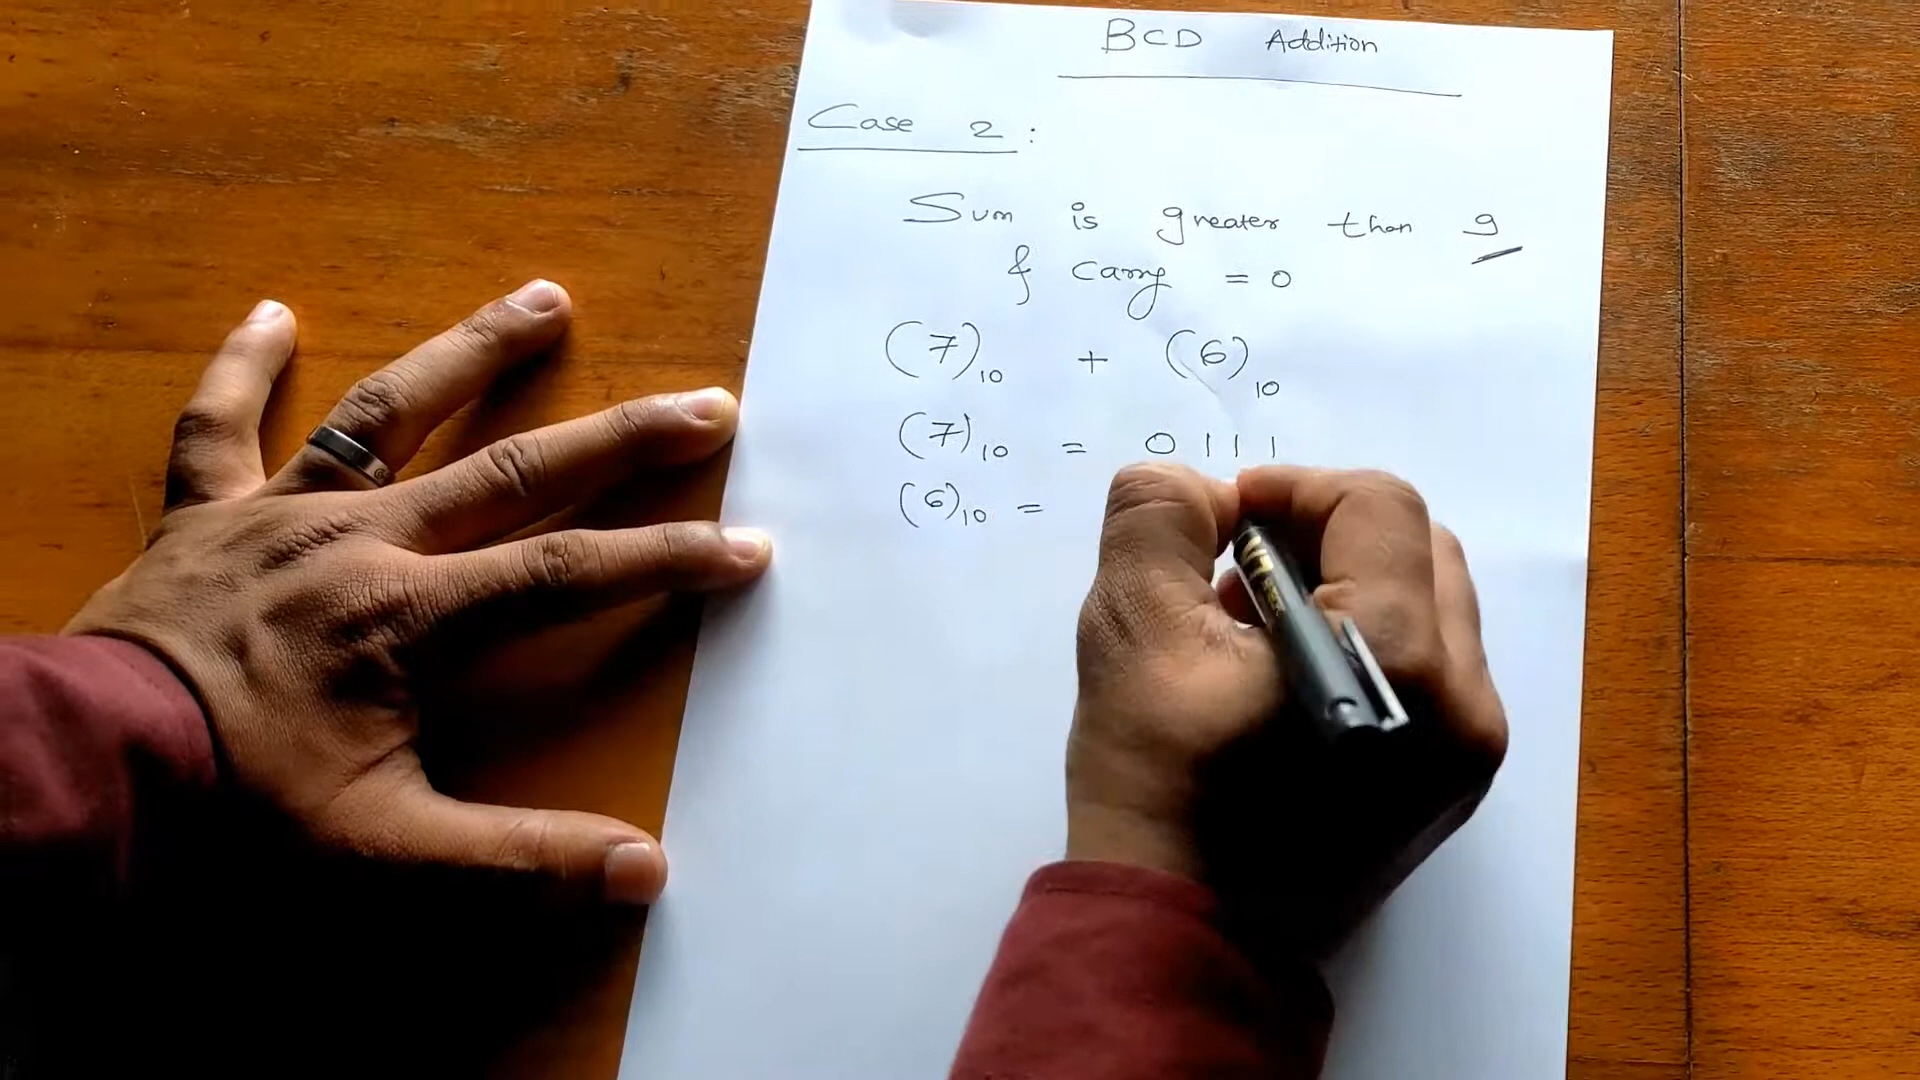 BCD Addition
Case 2 :
Sum is greater than 9
& carry = 0
(7)10 + (6)10
(7)10 = 0111
(6)10 =